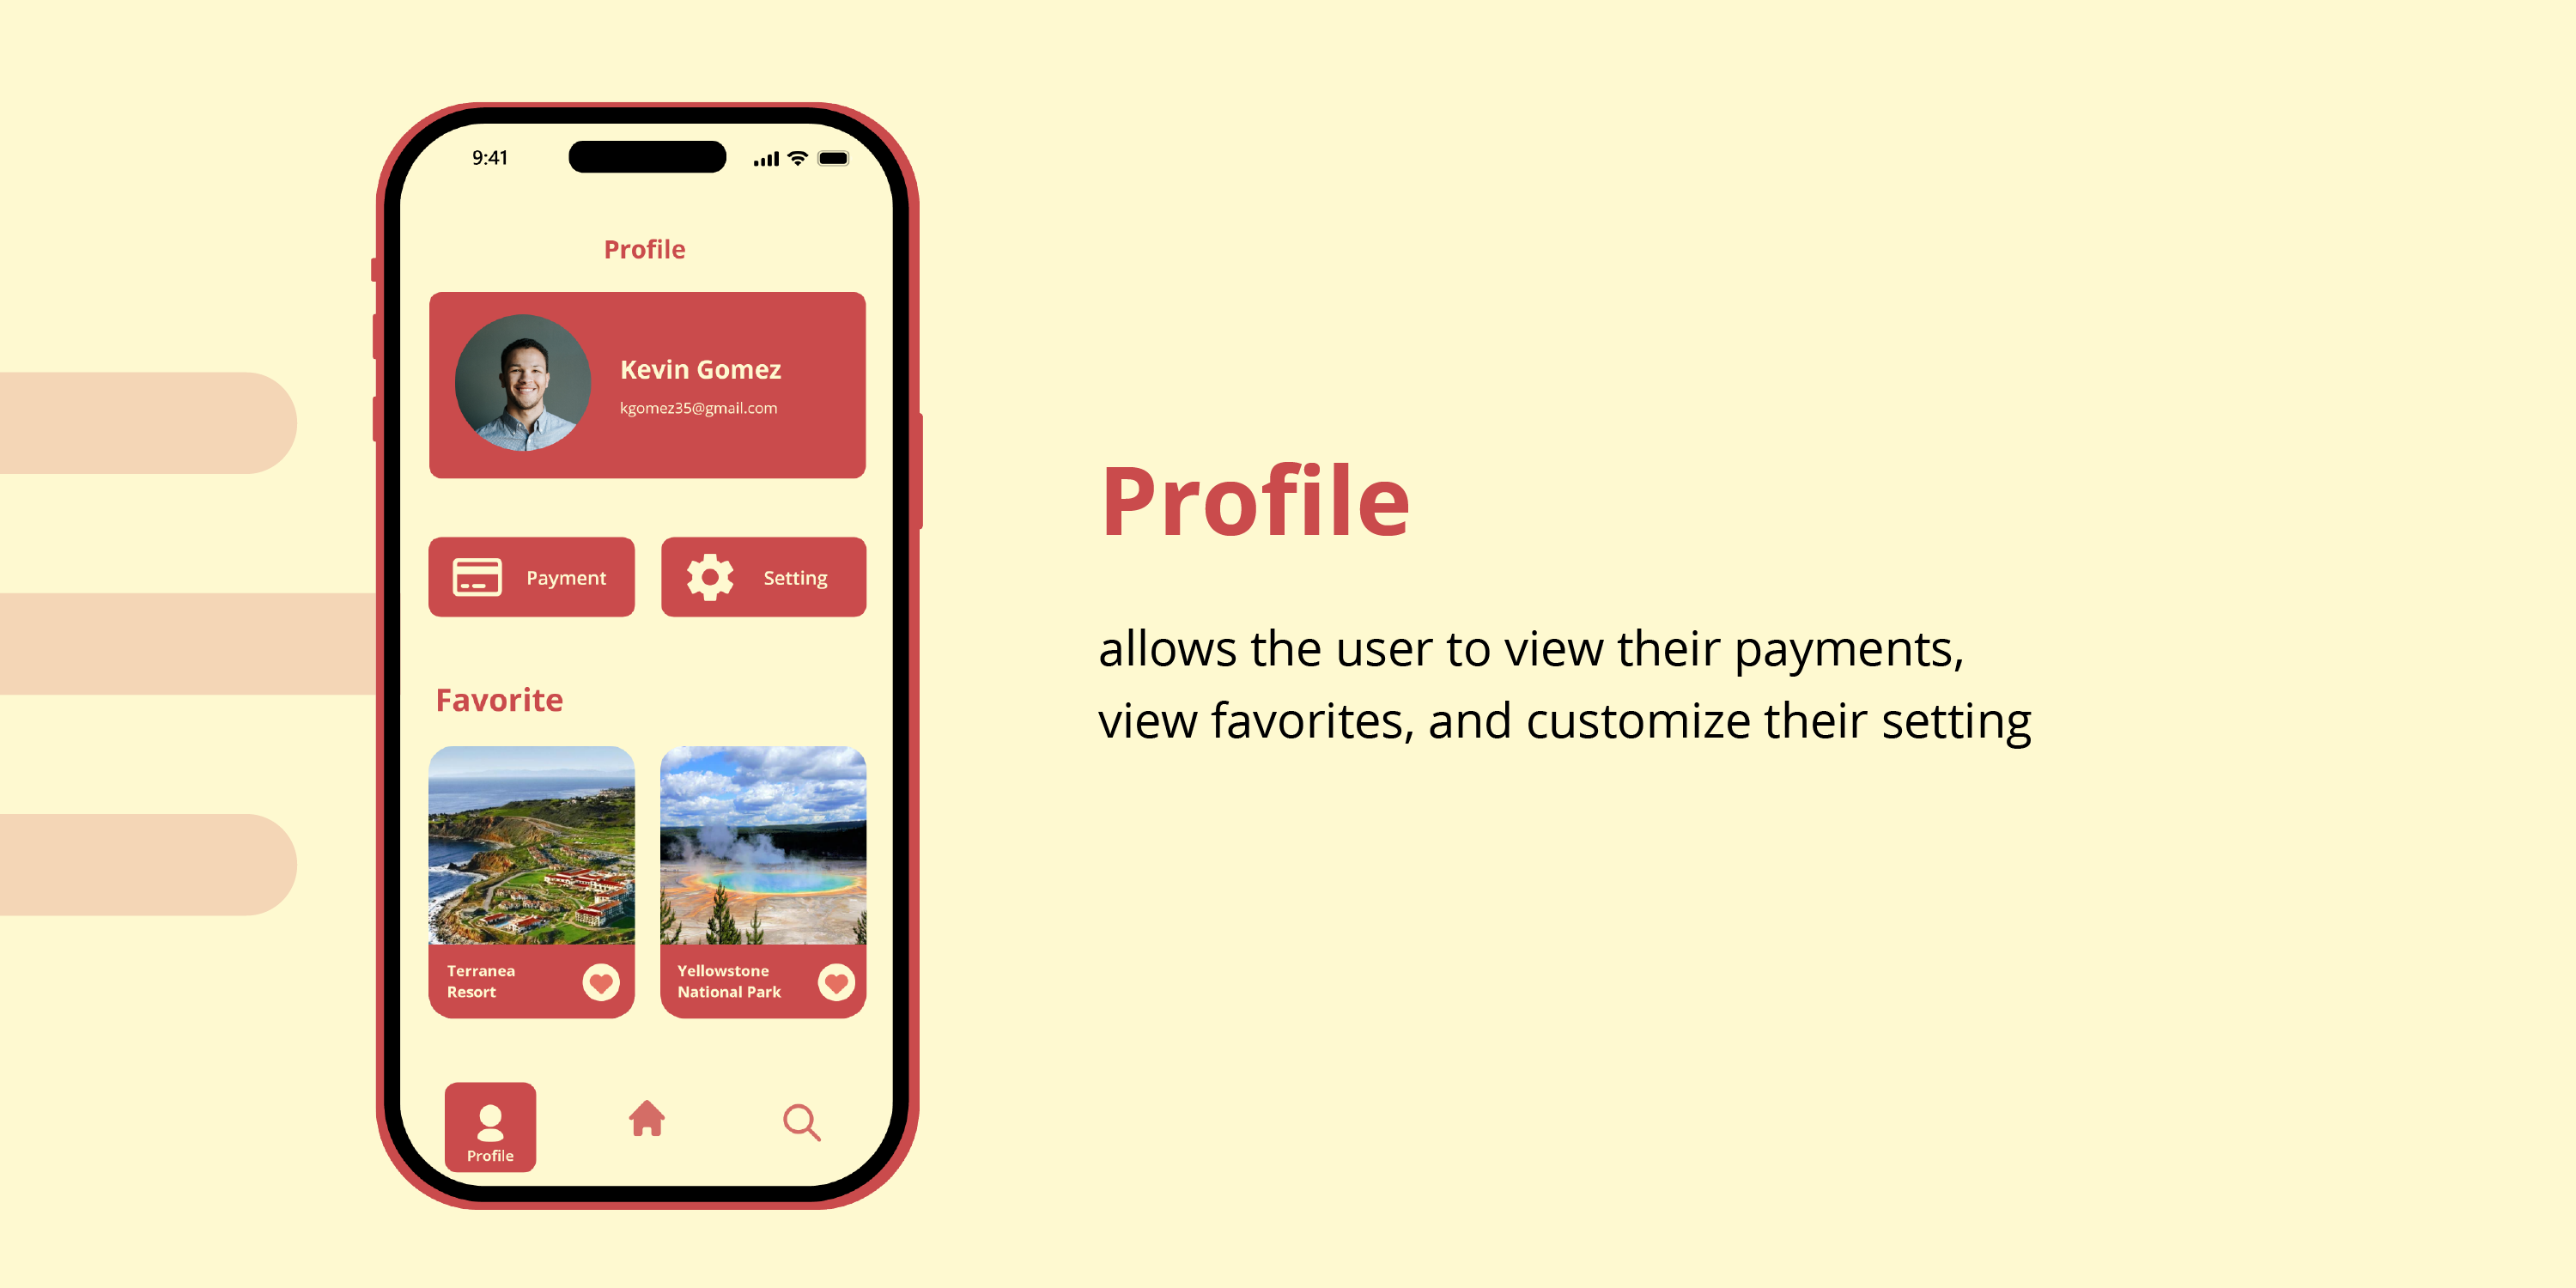 9:41
Profile
Kevin Gomez
kgomez35@gmail.com
Payment
Setting
Favorite
Terranea
Resort
Yellowstone
National Park
Profile
Profile
allows the user to view their payments,
view favorites, and customize their setting